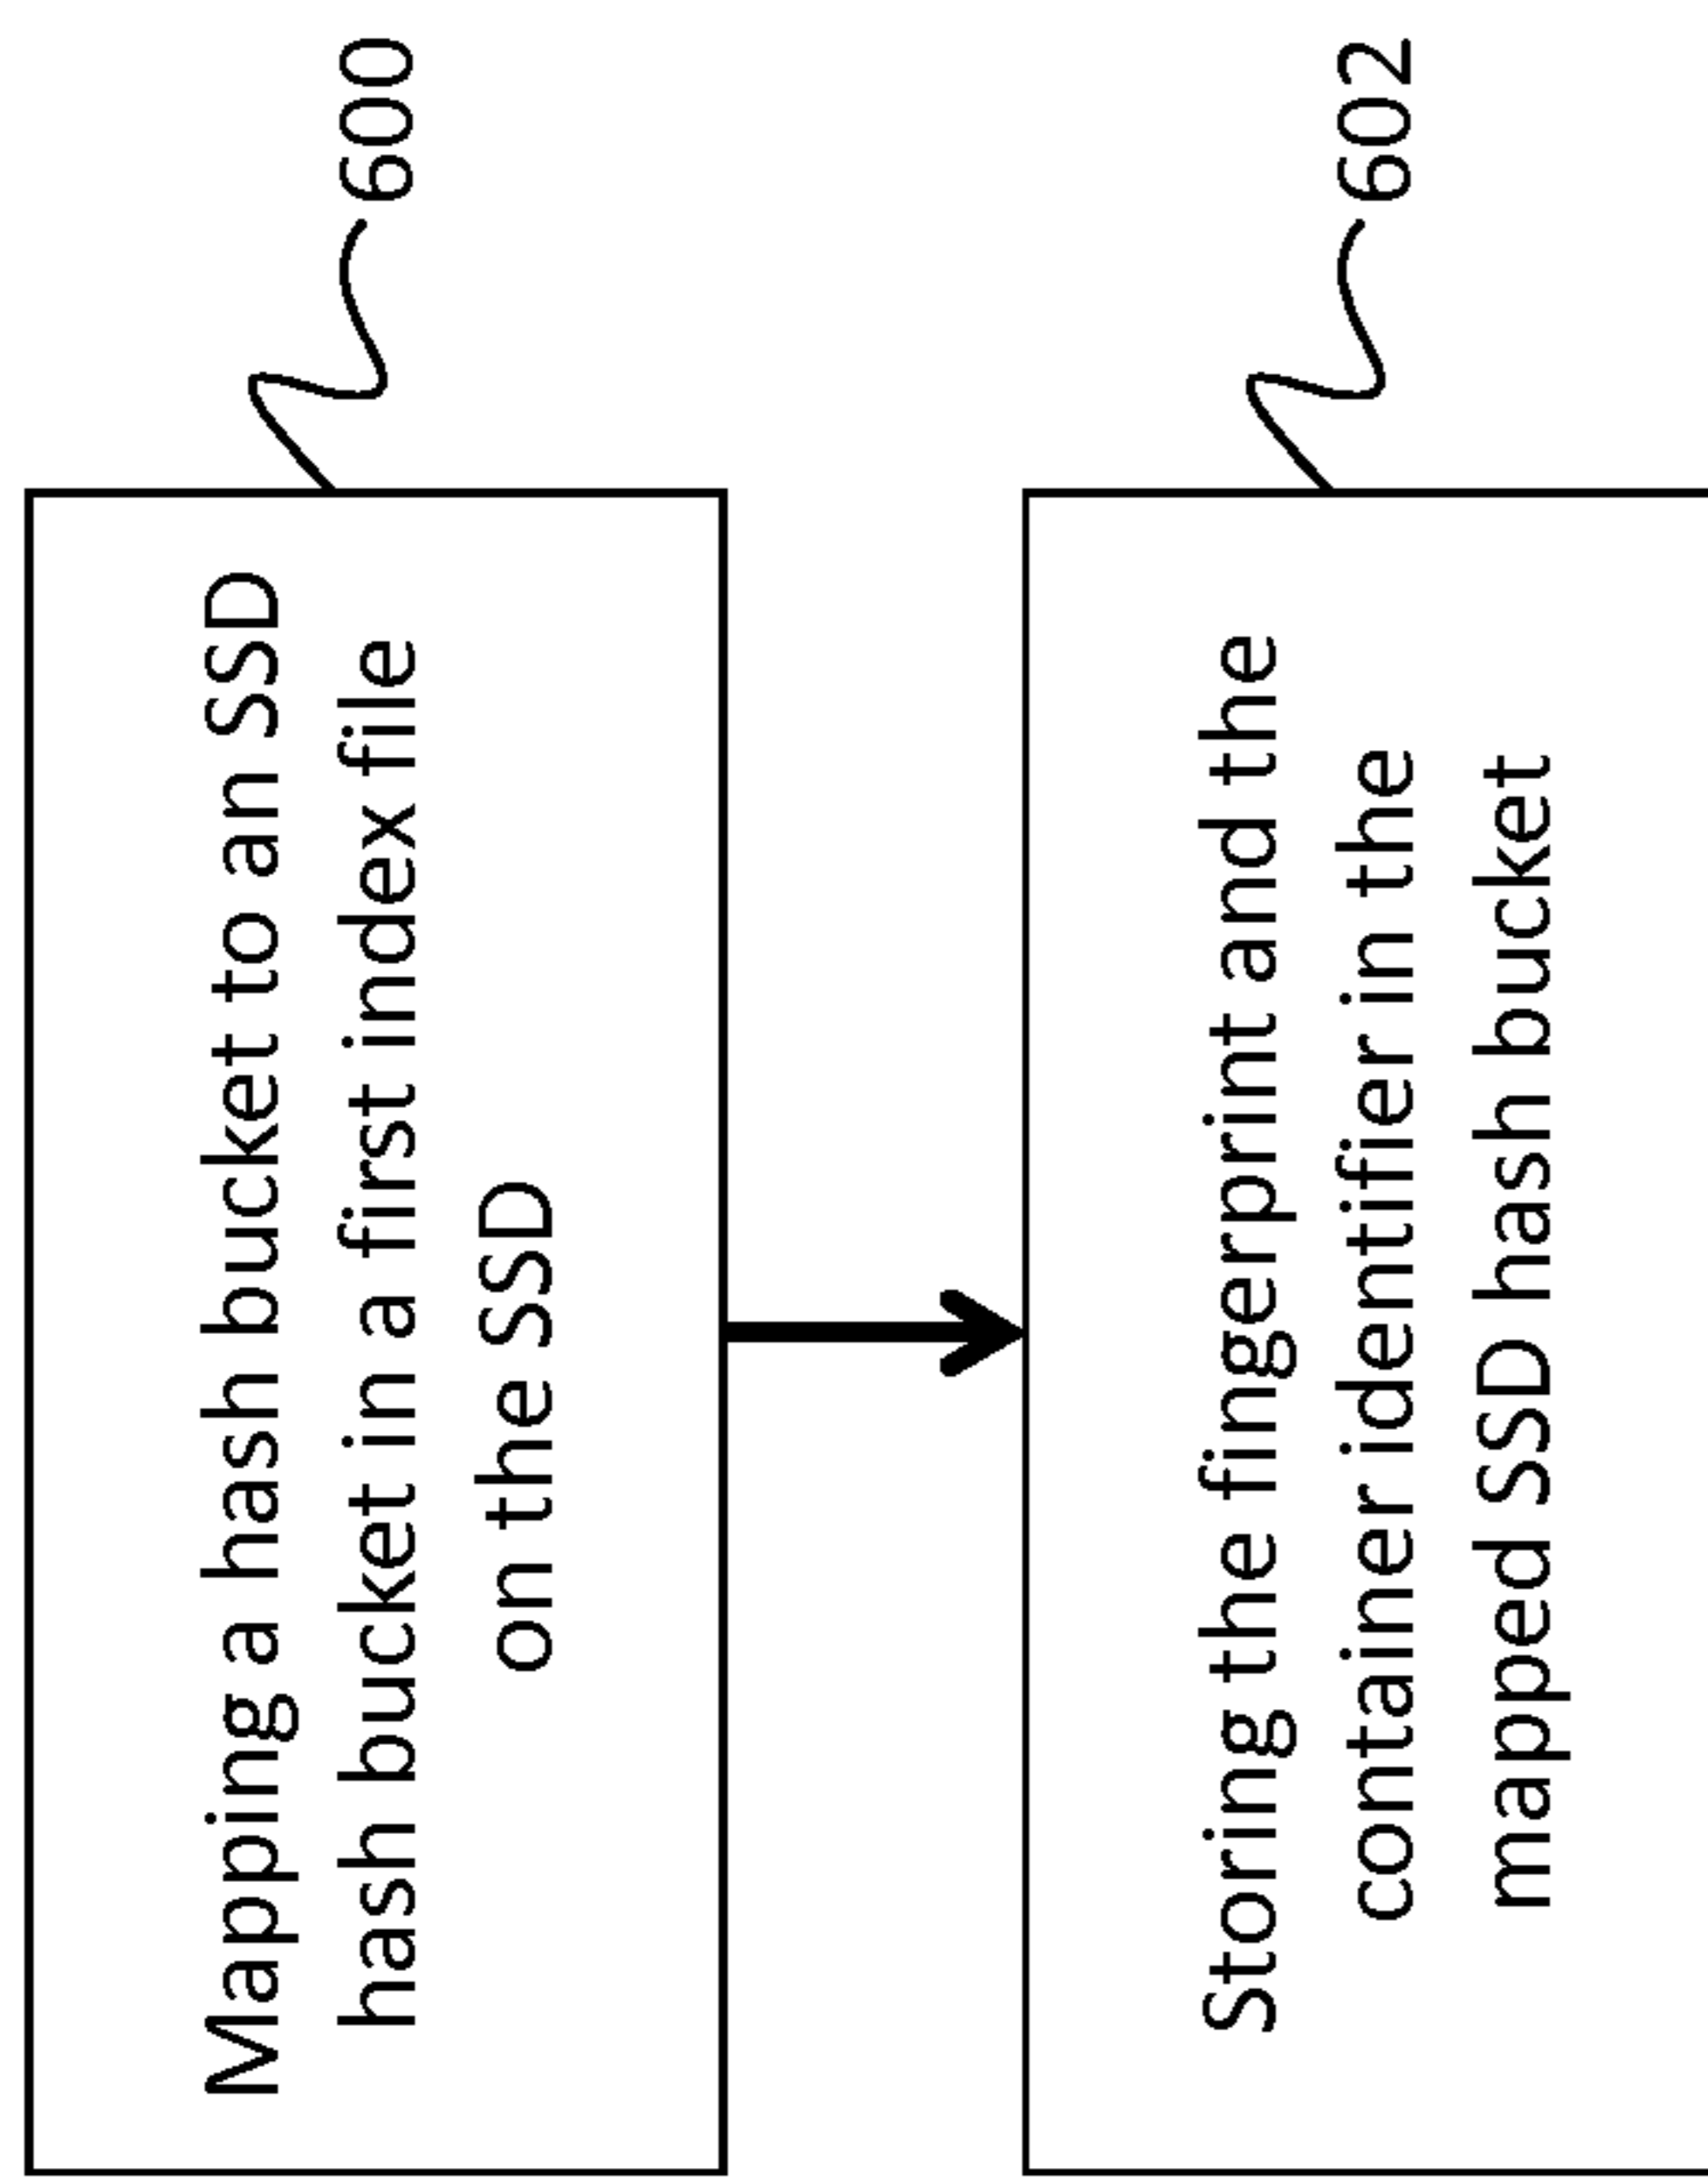 Mapping a hash bucket to an SSD
hash bucket in a first index file
on the SSD
600
Storing the fingerprint and the
container identifier in the
mapped SSD hash bucket
602